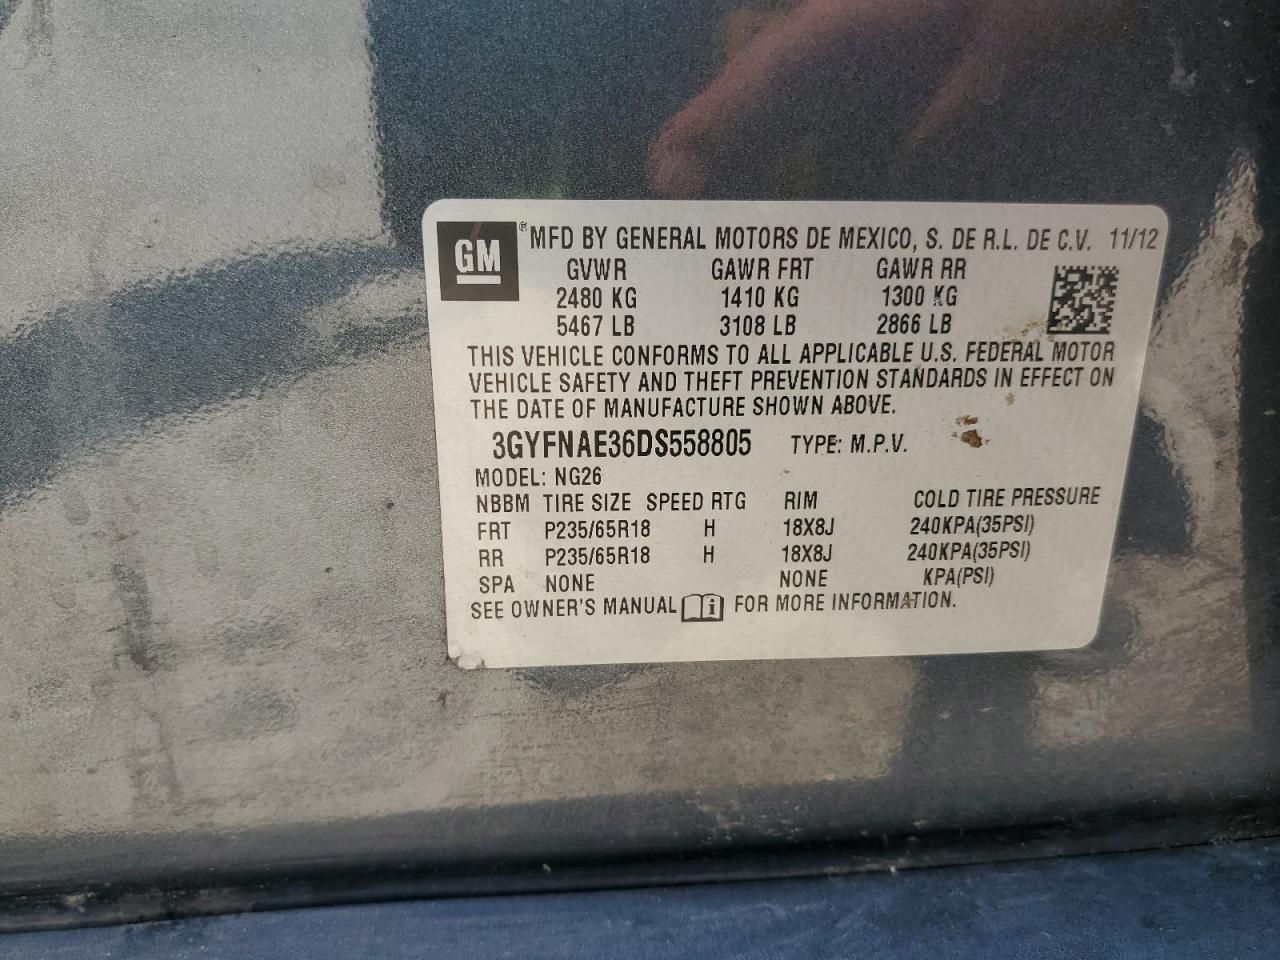 GM ® MFD BY GENERAL MOTORS DE MEXICO, S. DE R.L. DE C.V. 11/12
GVWR GAWR FRT GAWR RR
2480 KG 1410 KG 1300 KG
5467 LB 3108 LB 2866 LB
THIS VEHICLE CONFORMS TO ALL APPLICABLE U.S. FEDERAL MOTOR
VEHICLE SAFETY AND THEFT PREVENTION STANDARDS IN EFFECT ON
THE DATE OF MANUFACTURE SHOWN ABOVE.
3GYFNAE36DS558805 TYPE: M.P.V.
MODEL: NG26
NBBM TIRE SIZE SPEED RTG RIM COLD TIRE PRESSURE
FRT P235/65R18 H 18X8J 240KPA(35PSI)
RR P235/65R18 H 18X8J 240KPA(35PSI)
SPA NONE NONE KPA(PSI)
SEE OWNER'S MANUAL i FOR MORE INFORMATION.